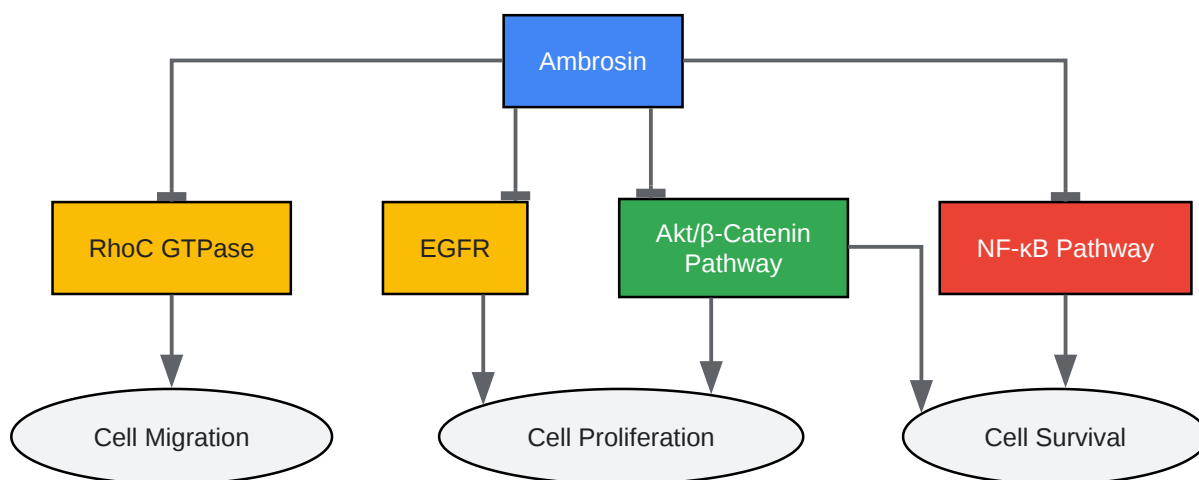 Ambrosin
RhoC GTPase
EGFR
Akt/β-Catenin
Pathway
NF-κB Pathway
Cell Migration
Cell Proliferation
Cell Survival